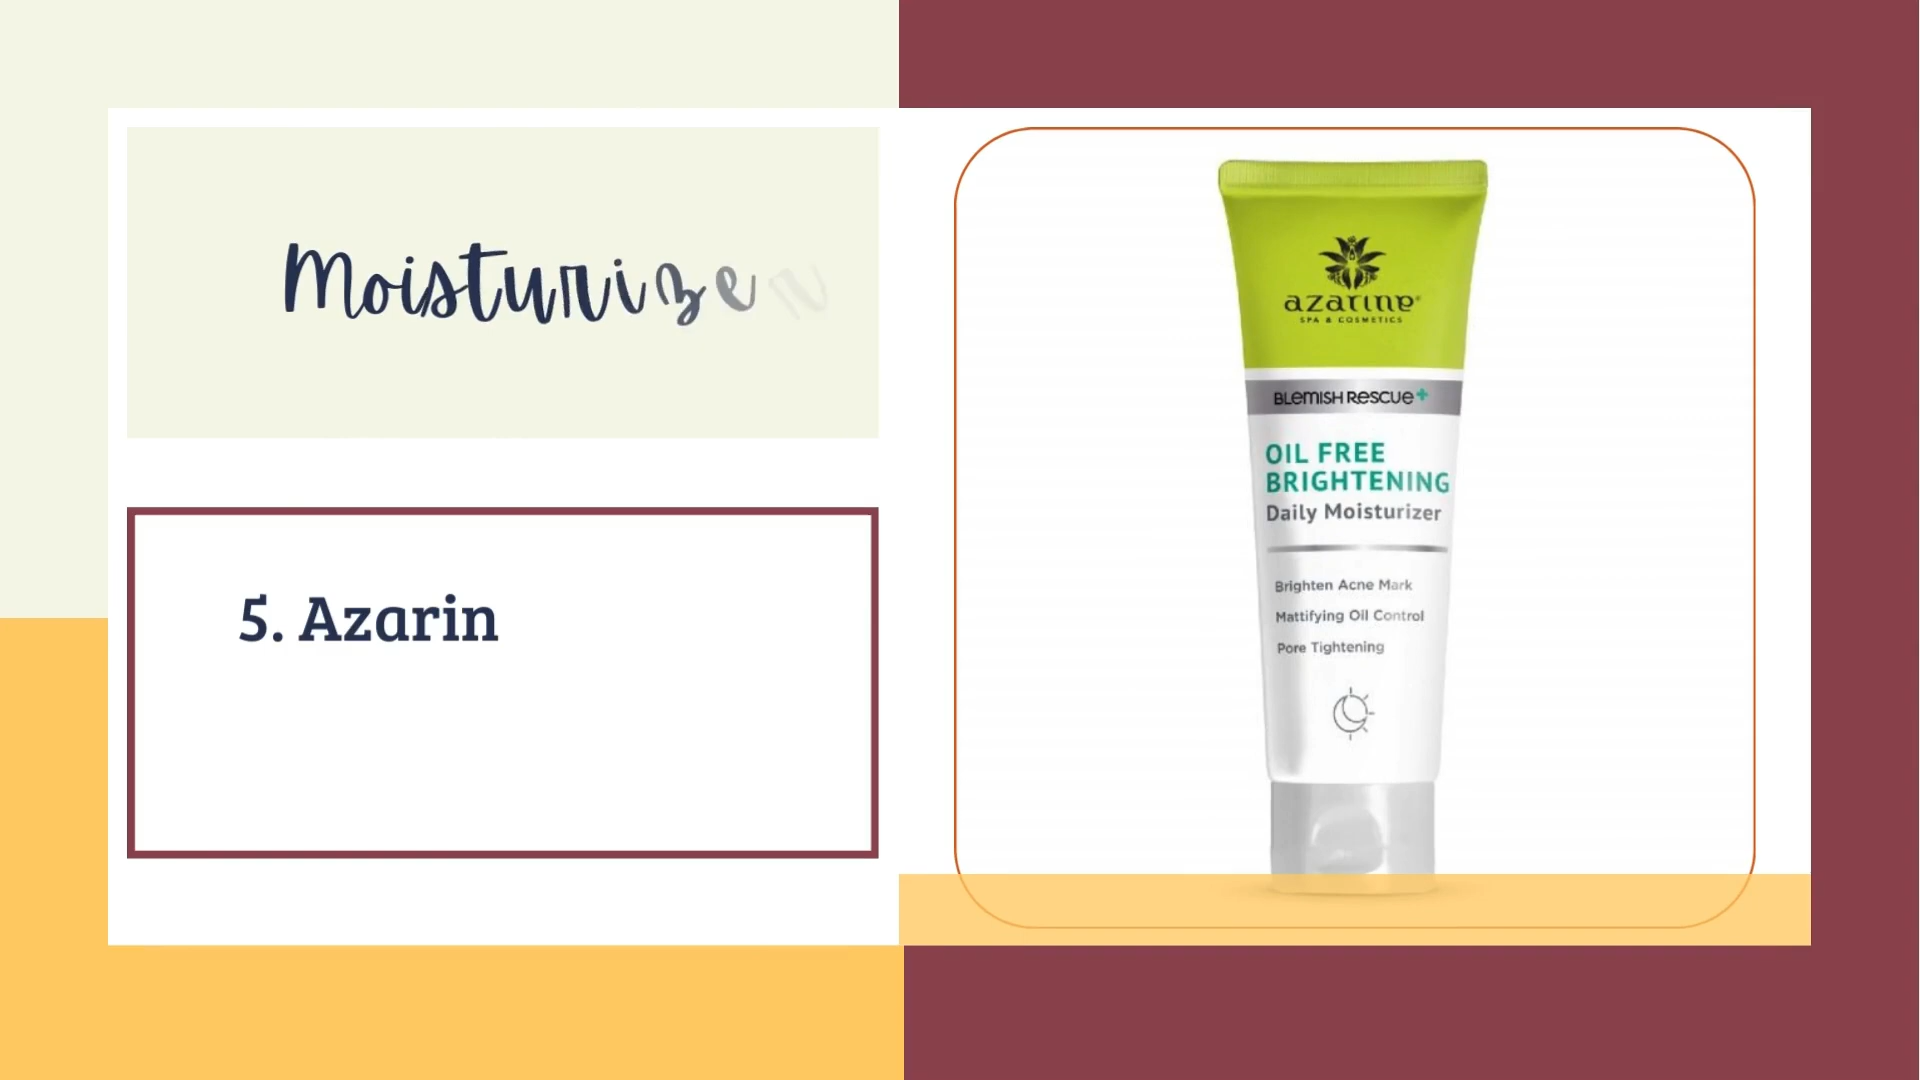 Moisturizer
5. Azarin
azarine®
SPA & COSMETICS
BLEMISH RESCUE+
OIL FREE
BRIGHTENING
Daily Moisturizer
Brighten Acne Mark
Mattifying Oil Control
Pore Tightening